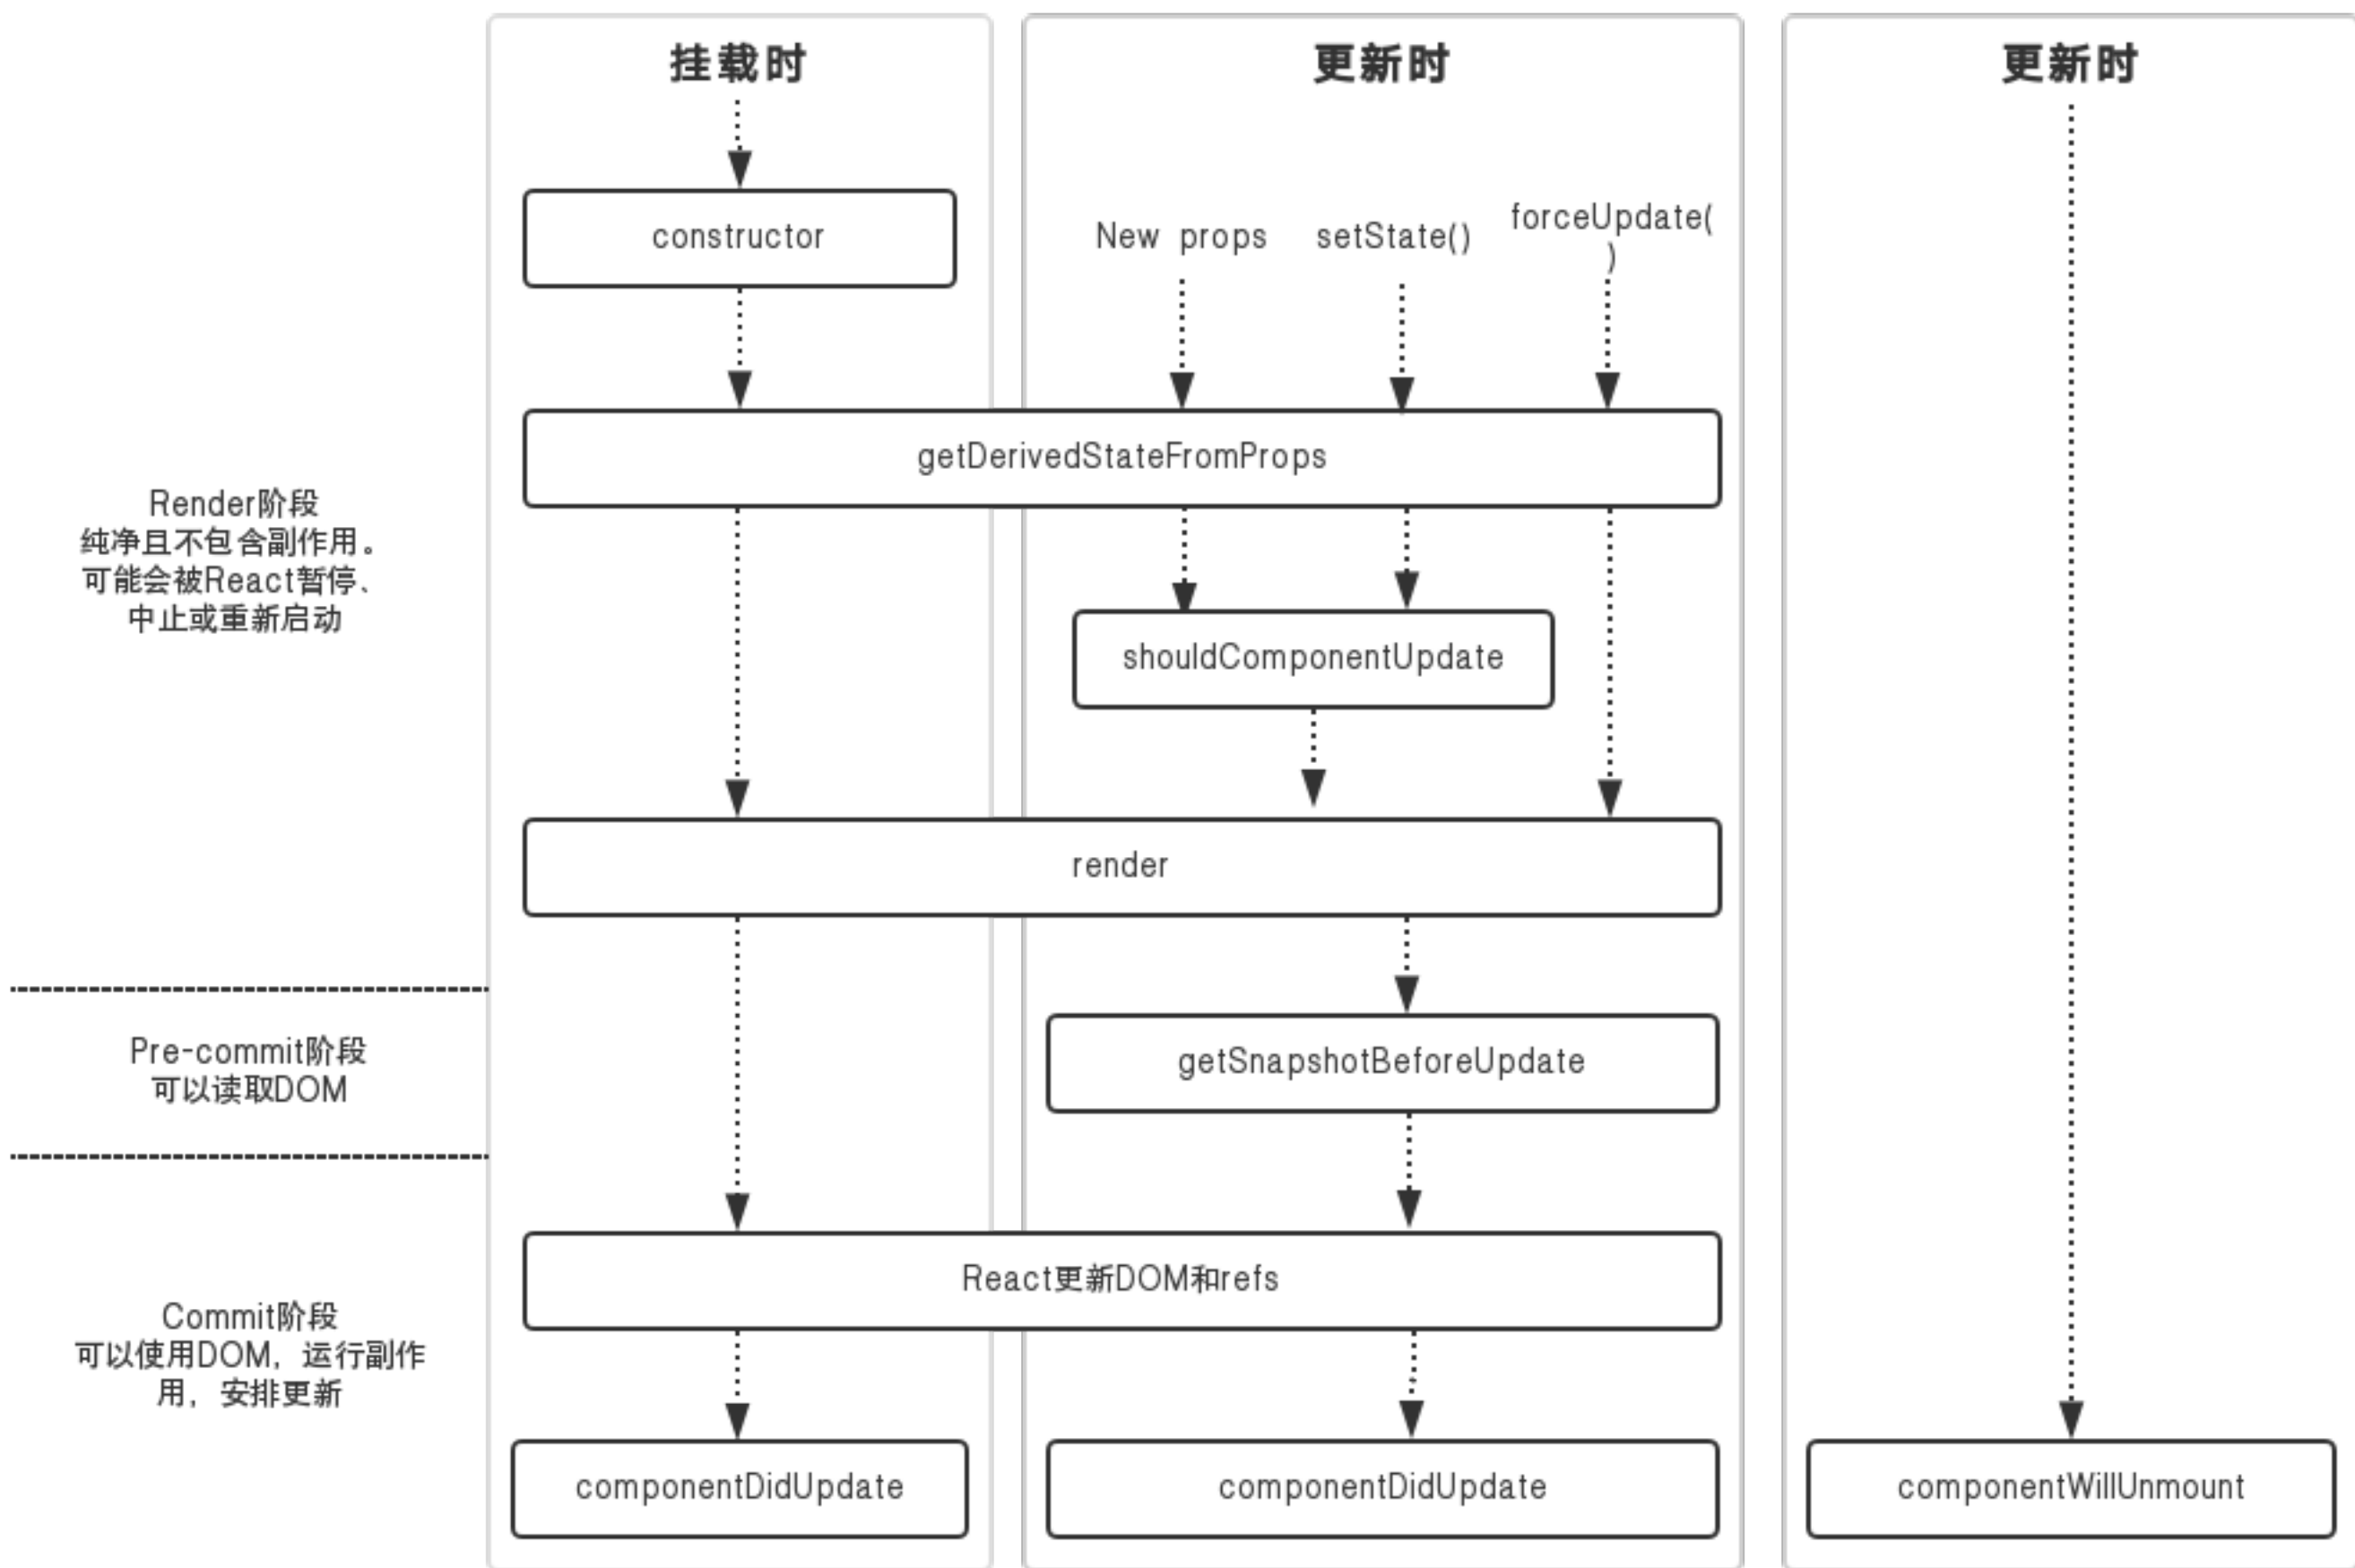 挂载时
更新时
更新时
constructor
New props
setState()
forceUpdate(
)
getDerivedStateFromProps
Render阶段
纯净且不包含副作用。
可能会被React暂停、
中止或重新启动
shouldComponentUpdate
render
Pre-commit阶段
可以读取DOM
getSnapshotBeforeUpdate
React更新DOM和refs
Commit阶段
可以使用DOM，运行副作
用，安排更新
componentDidUpdate
componentDidUpdate
componentWillUnmount